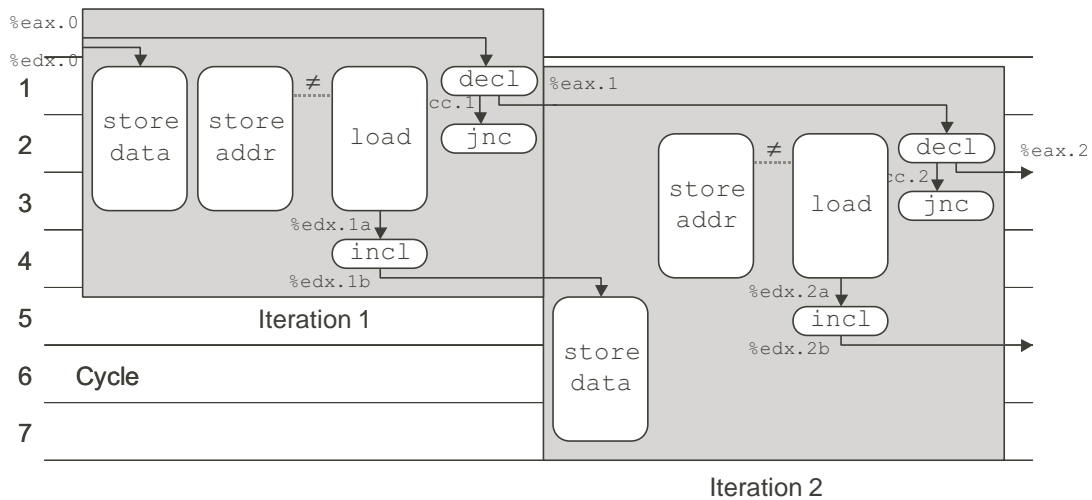 %eax.0
%edx.0
1
2
3
4
5
6
7
Cycle
store
data
store
addr
≠
load
decl
cc.1
jnc
%eax.1
%edx.1a
incl
%edx.1b
Iteration 1
store
addr
≠
load
decl
cc.2
jnc
%eax.2
%edx.2a
incl
%edx.2b
store
data
Iteration 2